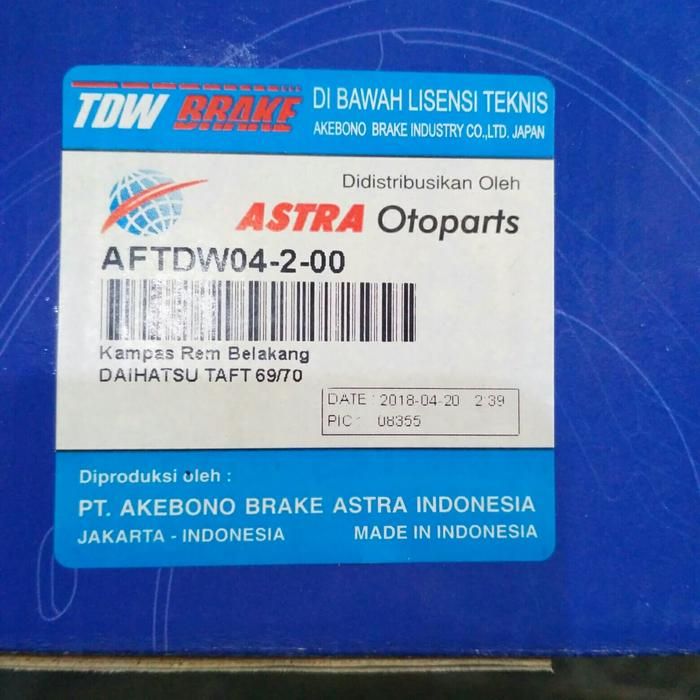 TDW BRAKE
DI BAWAH LISENSI TEKNIS
AKEBONO BRAKE INDUSTRY CO.,LTD. JAPAN
Didistribusikan Oleh
ASTRA Otoparts
AFTDW04-2-00
Kampas Rem Belakang
DAIHATSU TAFT 69/70
DATE : 2018-04-20 2:39
PIC : 08355
Diproduksi oleh :
PT. AKEBONO BRAKE ASTRA INDONESIA
JAKARTA - INDONESIA MADE IN INDONESIA